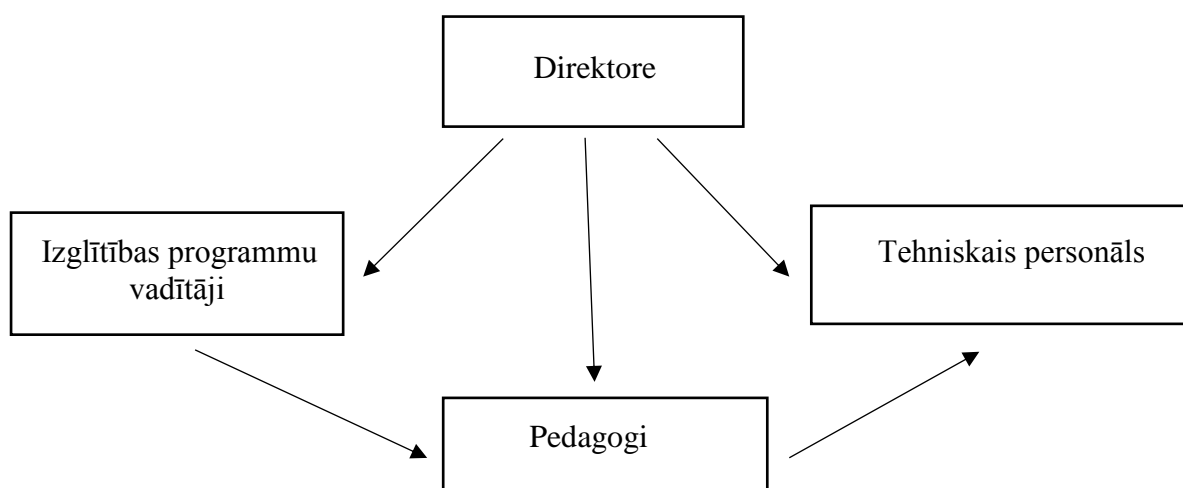 Direktore
Izglītības programmu
vadītāji
Tehniskais personāls
Pedagogi